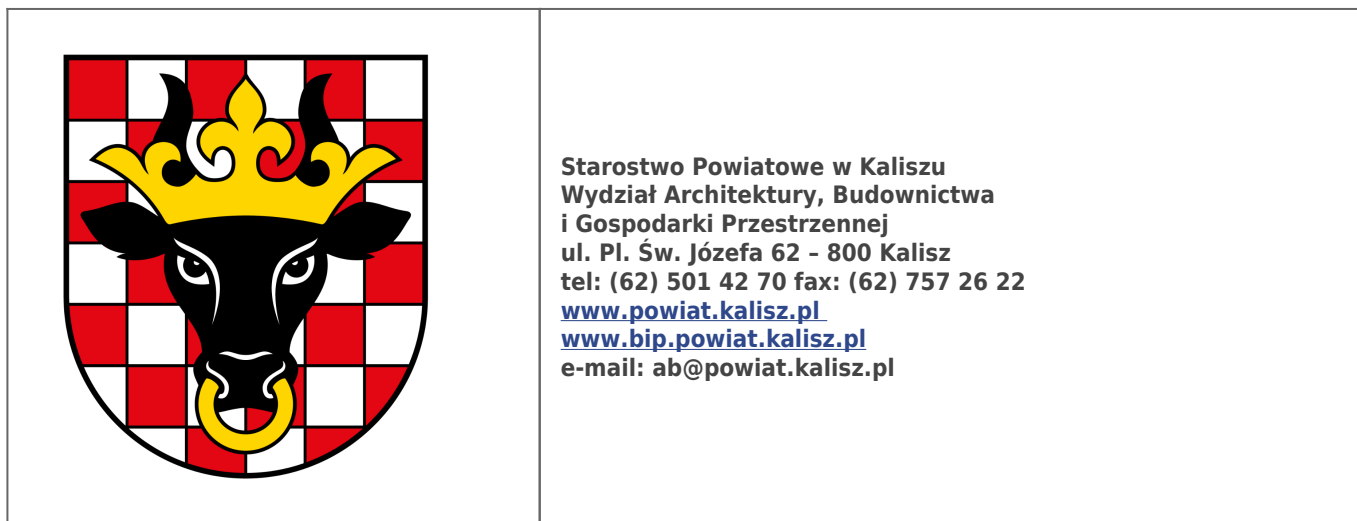 Starostwo Powiatowe w Kaliszu
Wydział Architektury, Budownictwa
i Gospodarki Przestrzennej
ul. Pl. Św. Józefa 62 – 800 Kalisz
tel: (62) 501 42 70 fax: (62) 757 26 22
www.powiat.kalisz.pl
www.bip.powiat.kalisz.pl
e-mail: ab@powiat.kalisz.pl